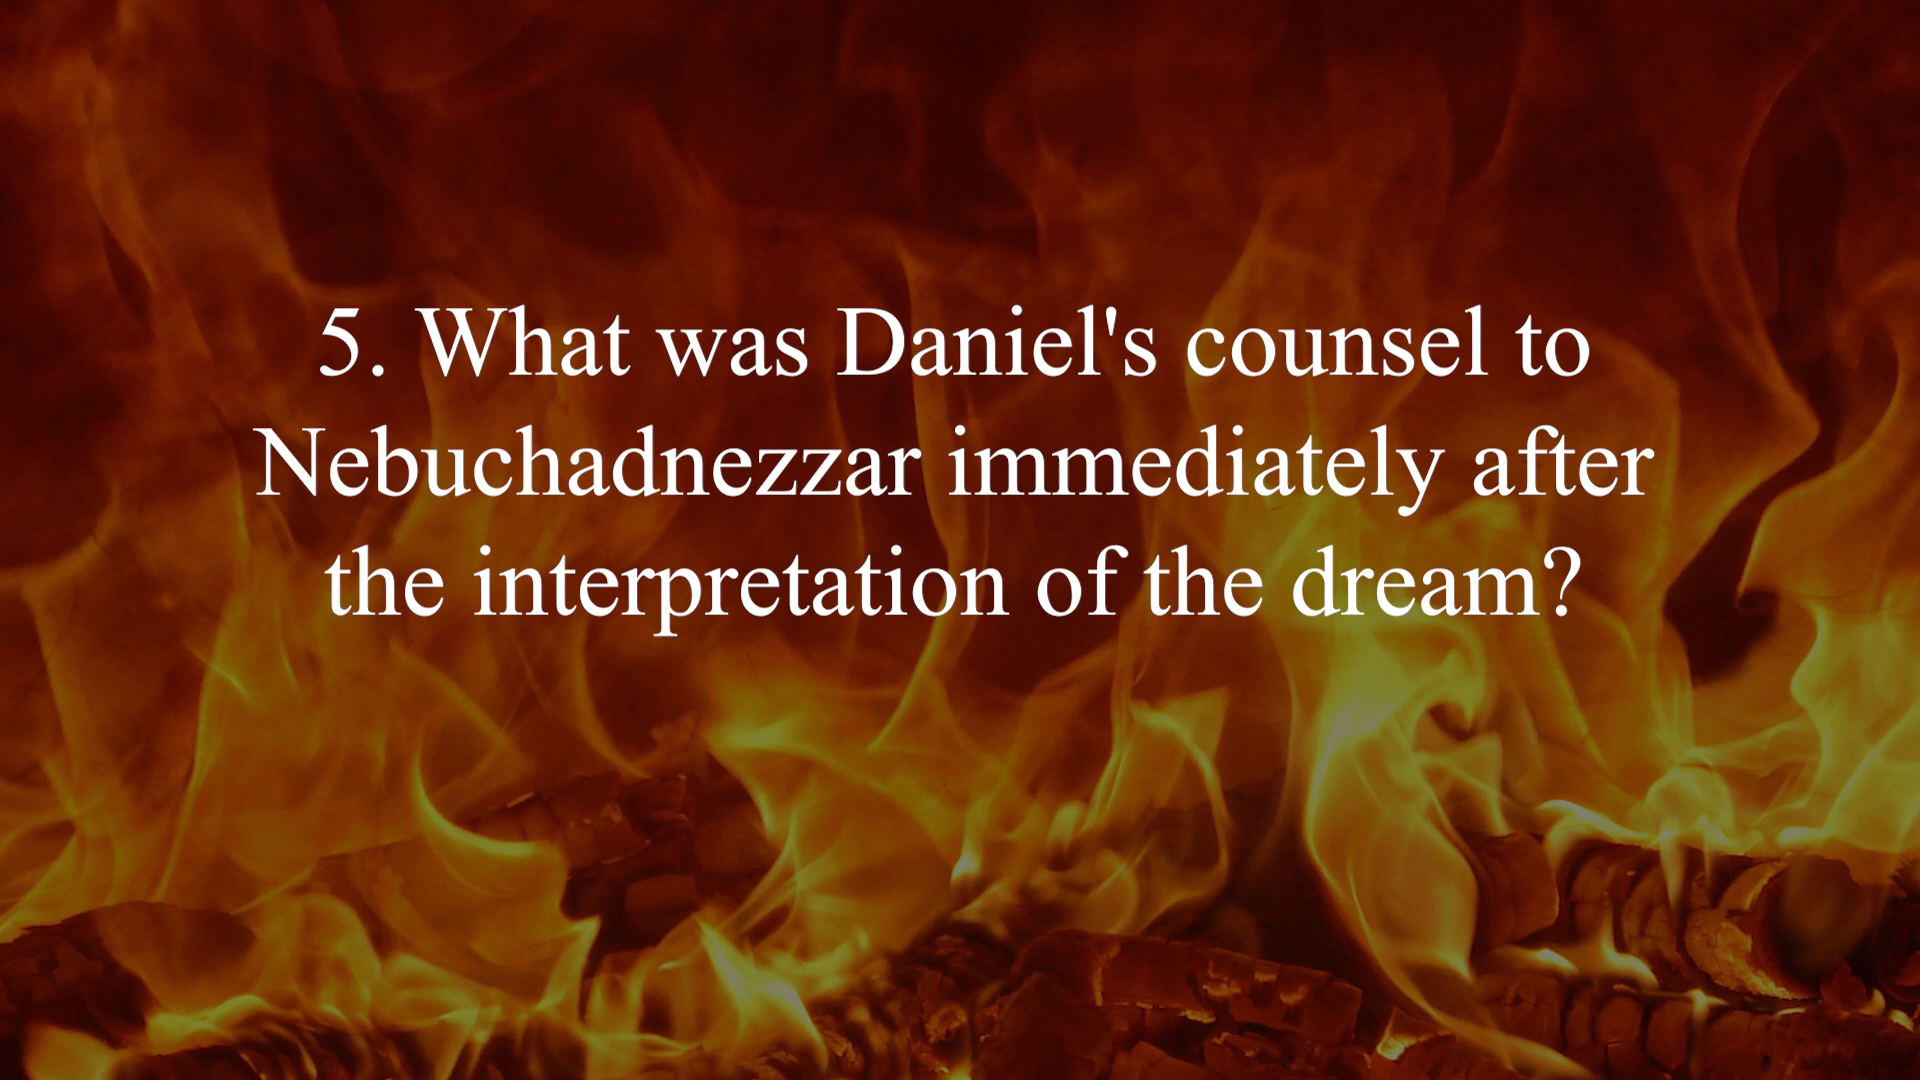 5. What was Daniel's counsel to
Nebuchadnezzar immediately after
the interpretation of the dream?